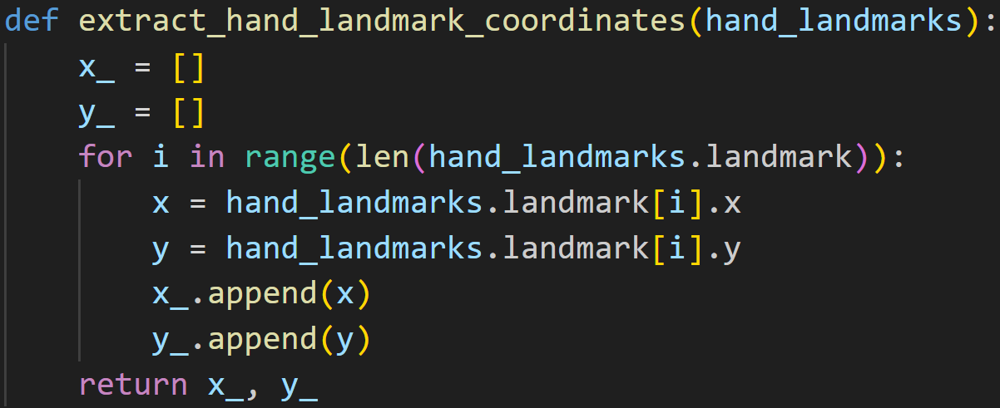 def extract_hand_landmark_coordinates(hand_landmarks):
    x_ = []
    y_ = []
    for i in range(len(hand_landmarks.landmark)):
        x = hand_landmarks.landmark[i].x
        y = hand_landmarks.landmark[i].y
        x_.append(x)
        y_.append(y)
    return x_, y_